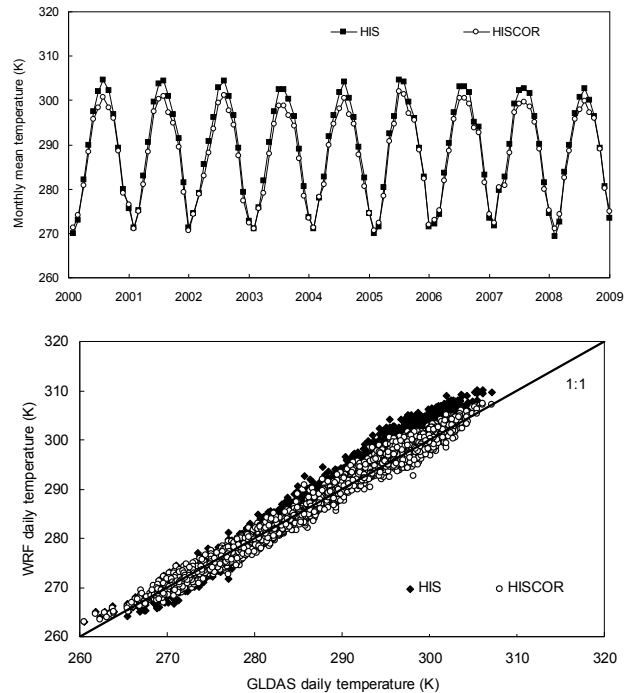 HIS HISCOR
Monthly mean temperature (K)
320
310
300
290
280
270
260
2000 2001 2002 2003 2004 2005 2006 2007 2008 2009
WRF daily temperature (K)
320
310
300
290
280
270
260
1:1
HIS HISCOR
260 270 280 290 300 310 320
GLDAS daily temperature (K)